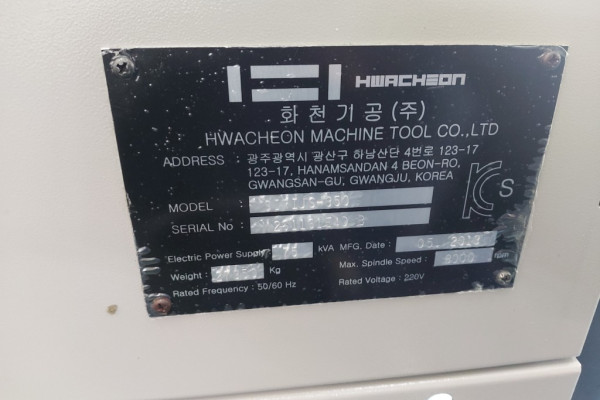 HWACHEON
화천기공(주)
HWACHEON MACHINE TOOL CO.,LTD
ADDRESS : 광주광역시 광산구 하남산단 4번로 123-17
123-17, HANAMSANDAN 4 BEON-RO,
GWANGSAN-GU, GWANGJU, KOREA
MODEL :
SERIAL No :
Electric Power Supply : kVA MFG. Date :
Weight : Kg Max. Spindle Speed : rpm
Rated Frequency : 50/60 Hz Rated Voltage : 220V
KC S